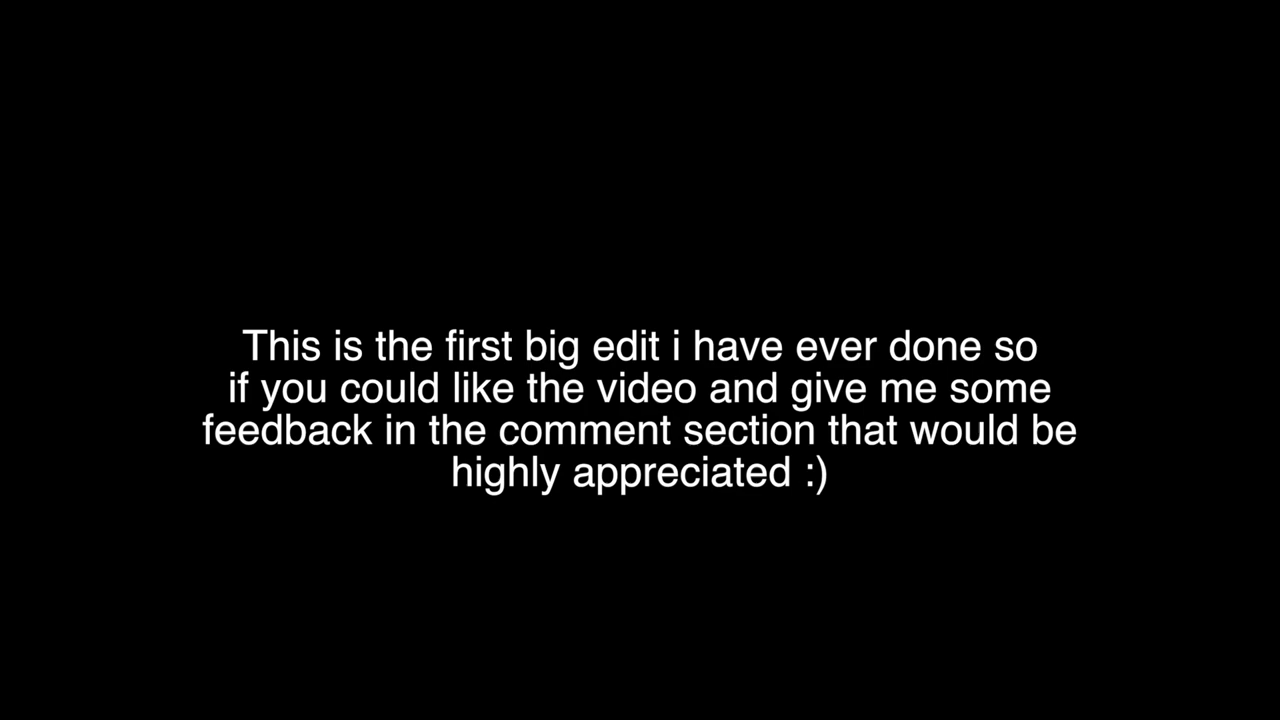 This is the first big edit i have ever done so
if you could like the video and give me some
feedback in the comment section that would be
highly appreciated :)